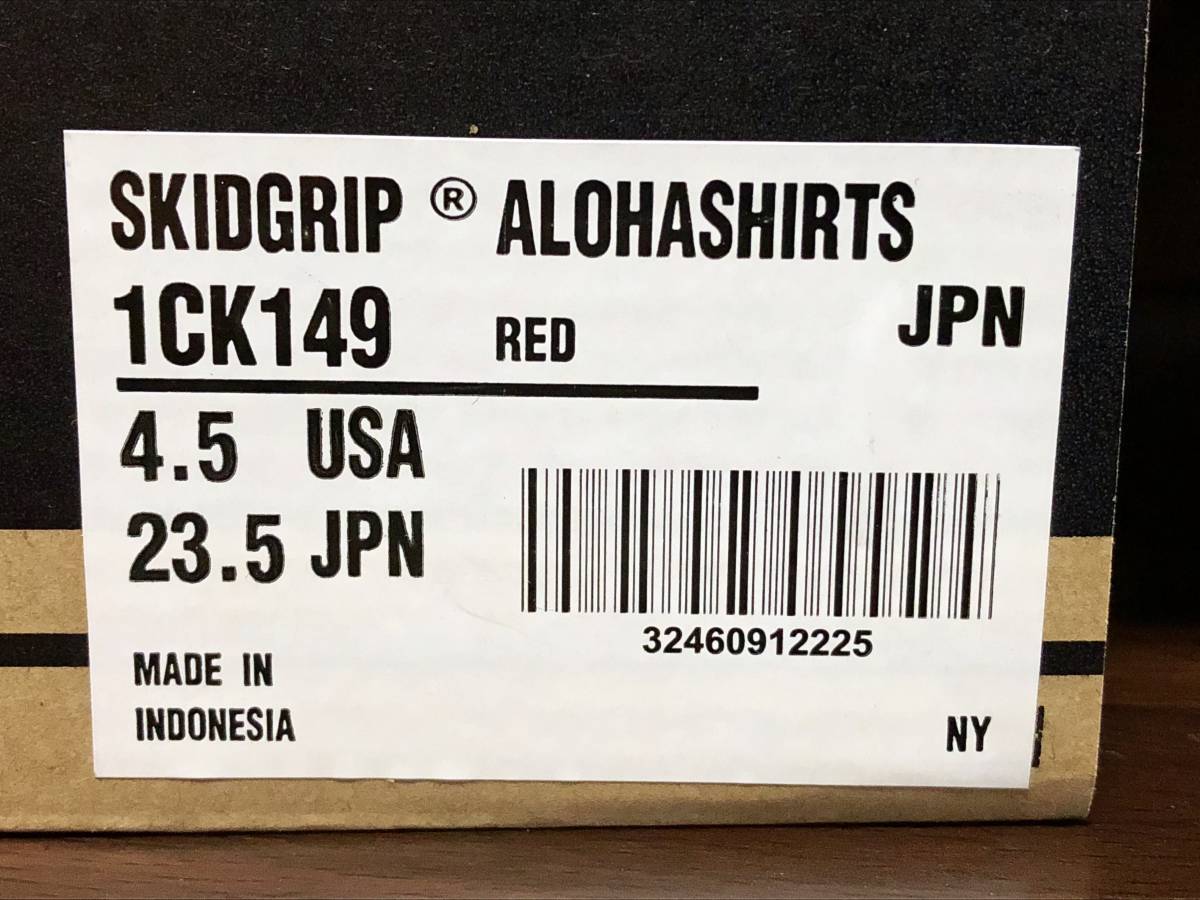 SKIDGRIP ® ALOHASHIRTS
1CK149 RED JPN
4.5 USA
23.5 JPN
32460912225
MADE IN
INDONESIA
NY